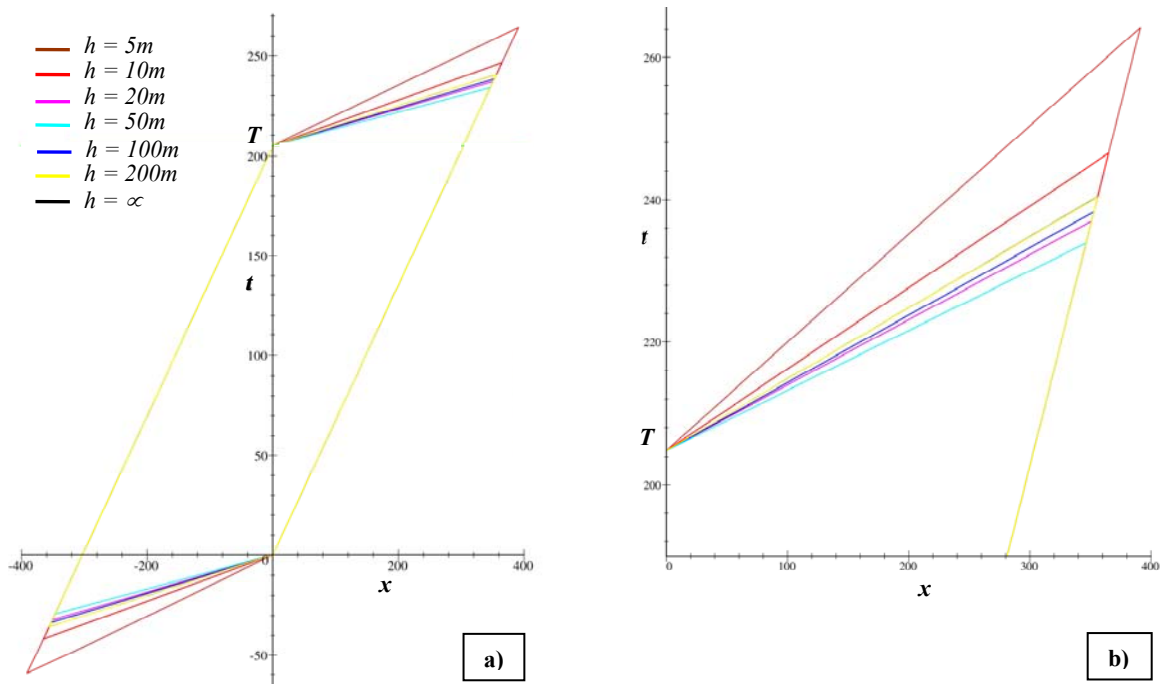 h = 5m
h = 10m
h = 20m
h = 50m
h = 100m
h = 200m
h = ∝
250
T
200
150
t
100
50
-400
-200
0
200
400
x
-50
a)
260
240
t
220
T
200
0
100
200
300
400
x
b)